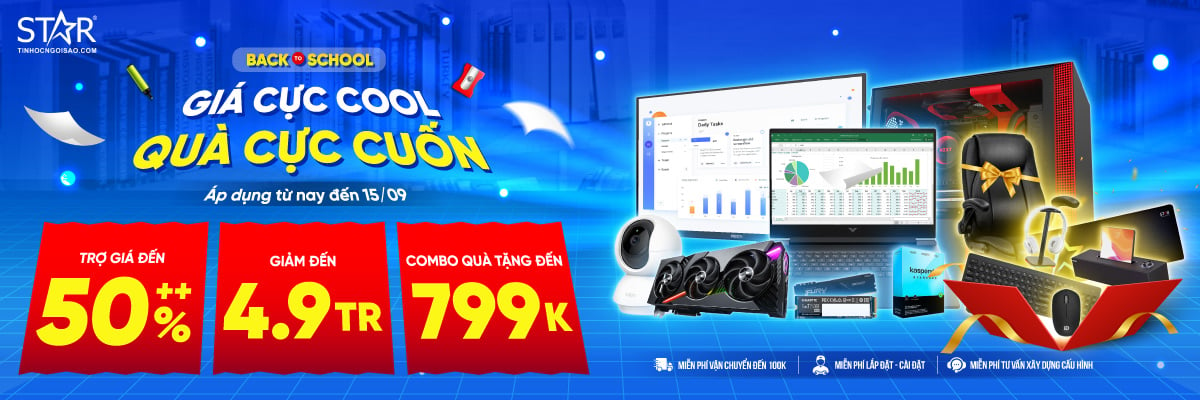 STAR
TINHOCNGOISAO.COM
BACK TO SCHOOL
GIÁ CỰC COOL
QUÀ CỰC CUỐN
Áp dụng từ nay đến 15/09
TRỢ GIÁ ĐẾN
50++%
GIẢM ĐẾN
4.9TR
COMBO QUÀ TẶNG ĐẾN
799K
Daily Tasks
FURY
GIGABYTE
MIỄN PHÍ VẬN CHUYỂN ĐẾN 100K
MIỄN PHÍ LẮP ĐẶT - CÀI ĐẶT
MIỄN PHÍ TƯ VẤN XÂY DỰNG CẤU HÌNH